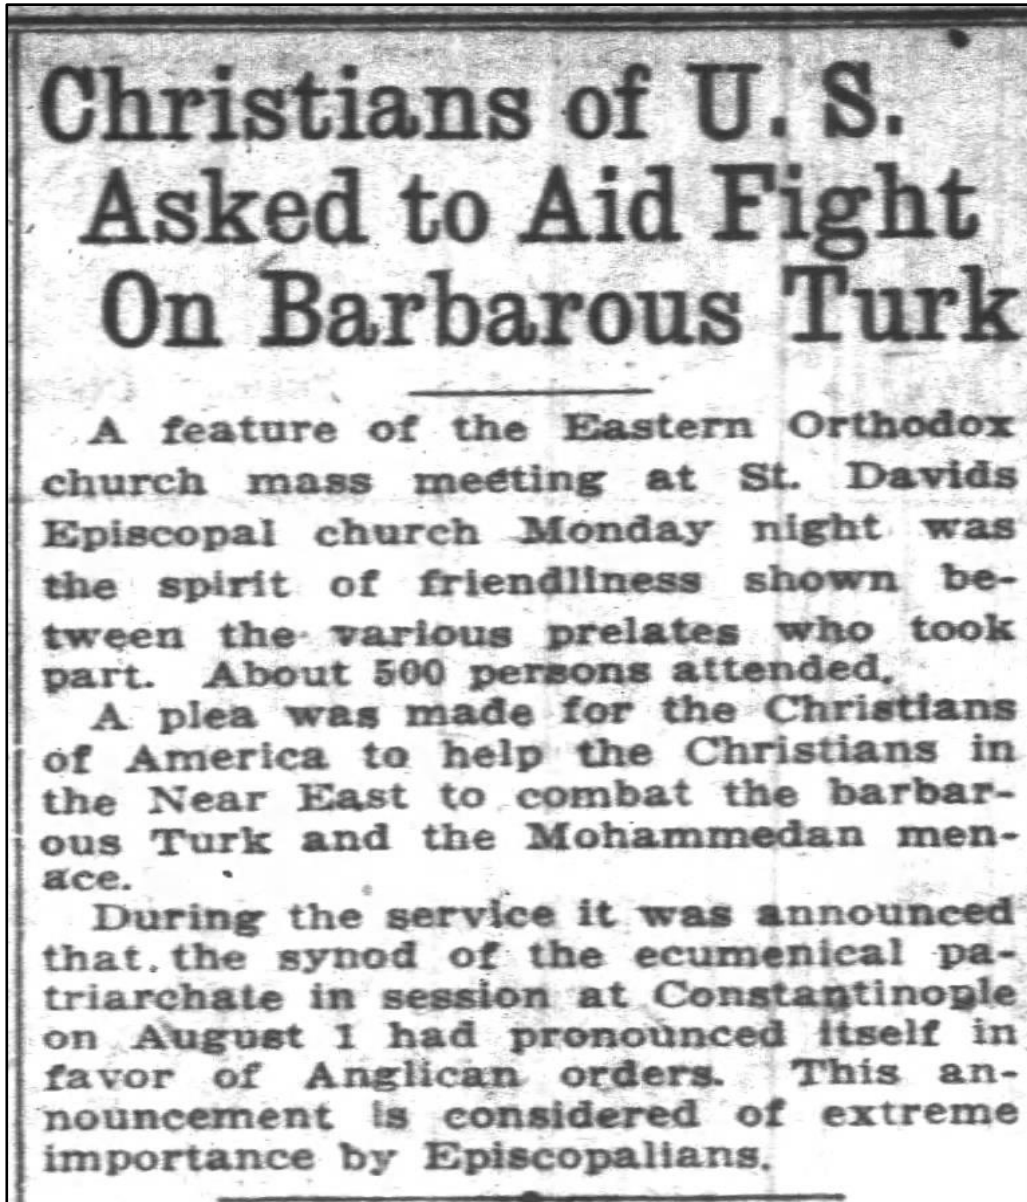 Christians of U. S.
Asked to Aid Fight
On Barbarous Turk
A feature of the Eastern Orthodox
church mass meeting at St. Davids
Episcopal church Monday night was
the spirit of friendliness shown be-
tween the various prelates who took
part. About 500 persons attended.
A plea was made for the Christians
of America to help the Christians in
the Near East to combat the barbar-
ous Turk and the Mohammedan men-
ace.
During the service it was announced
that the synod of the ecumenical pa-
triarchate in session at Constantinople
on August 1 had pronounced itself in
favor of Anglican orders. This an-
nouncement is considered of extreme
importance by Episcopalians.